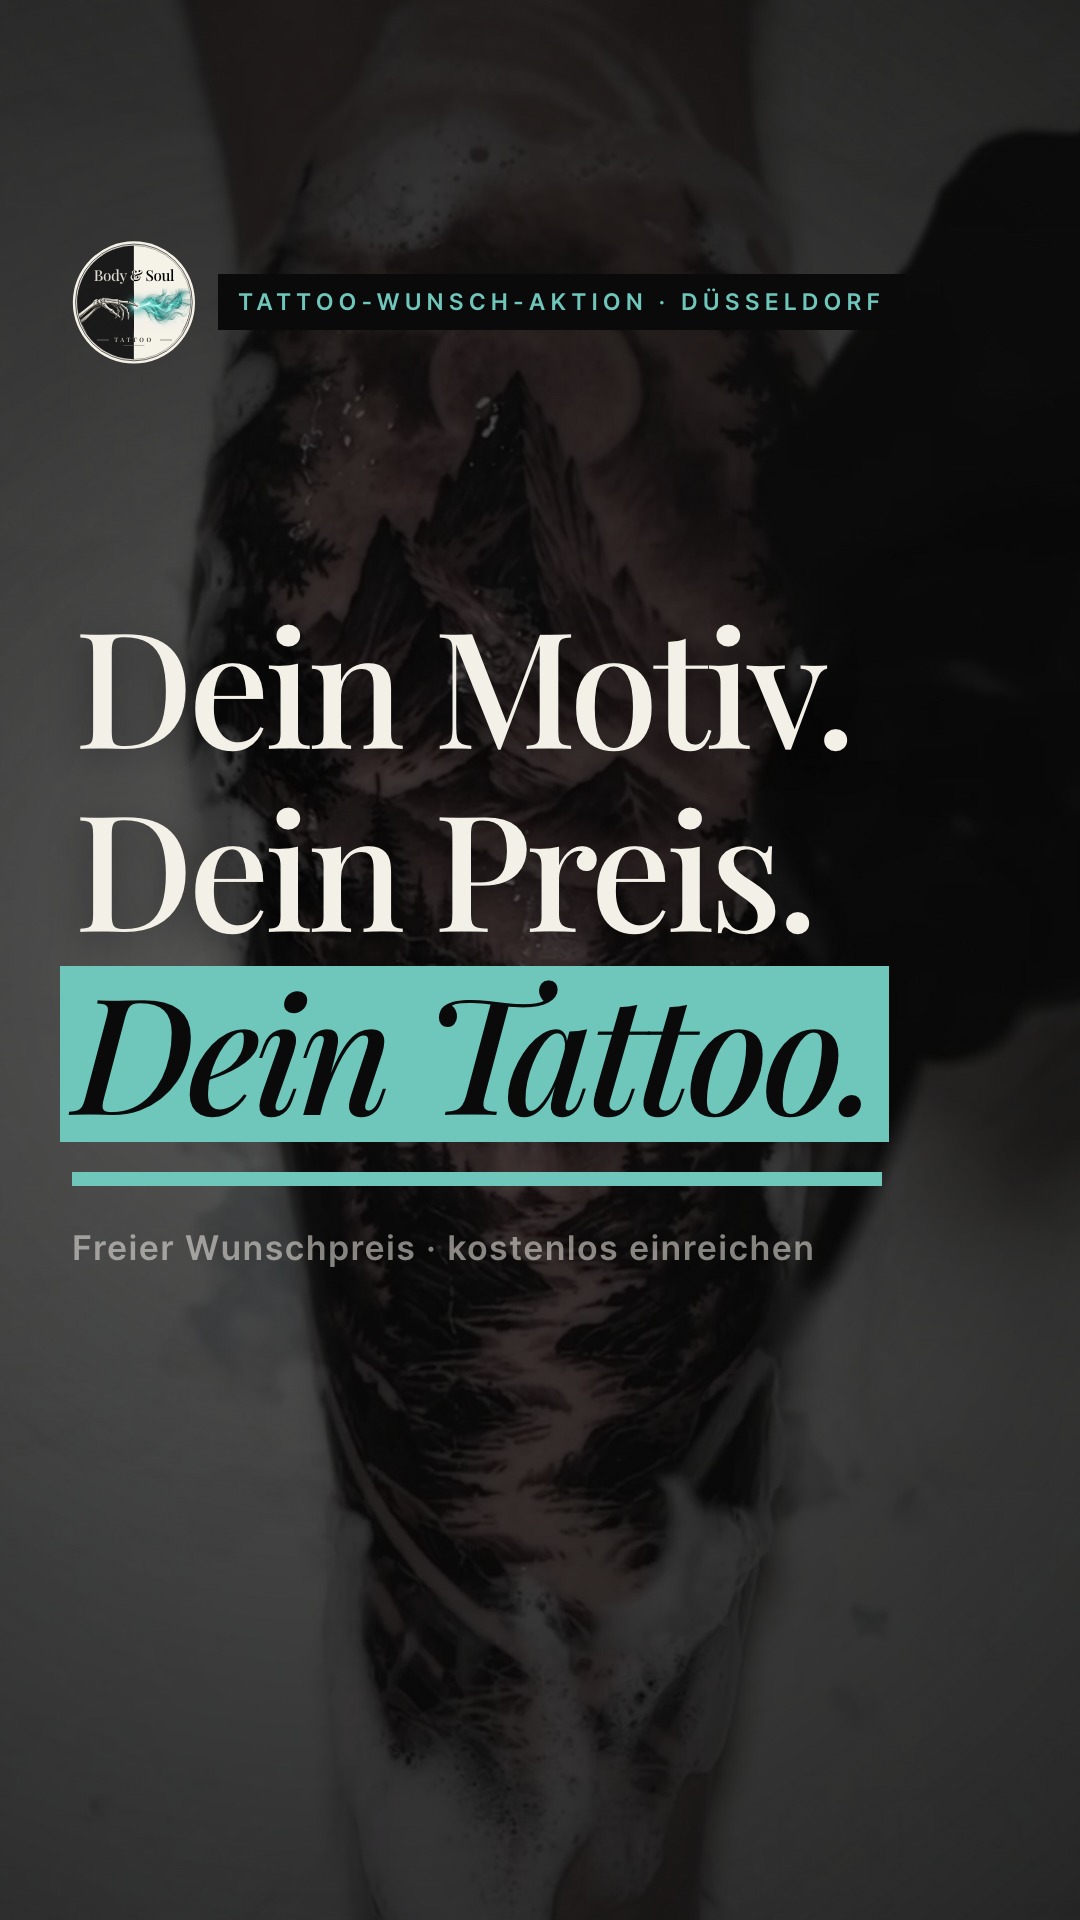 Body & Soul
TATTOO
TATTOO-WUNSCH-AKTION · DÜSSELDORF
Dein Motiv.
Dein Preis.
Dein Tattoo.
Freier Wunschpreis · kostenlos einreichen